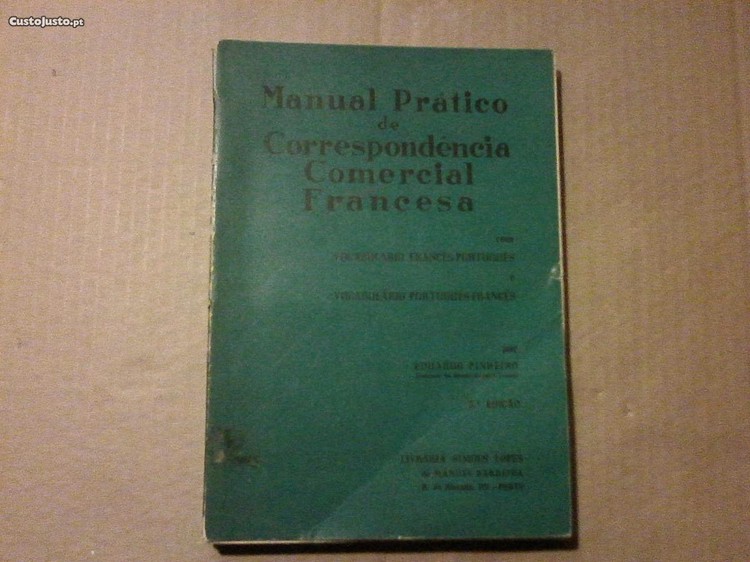 CustoJusto.pt
Manual Prático
de
Correspondência
Comercial
Francesa
COM
VOCABULÁRIO FRANCÊS-PORTUGUÊS
E
VOCABULÁRIO PORTUGUÊS-FRANCÊS
POR
EDUARDO PINHEIRO
EDIÇÃO
LIVRARIA SIMÕES LOPES
- PORTO